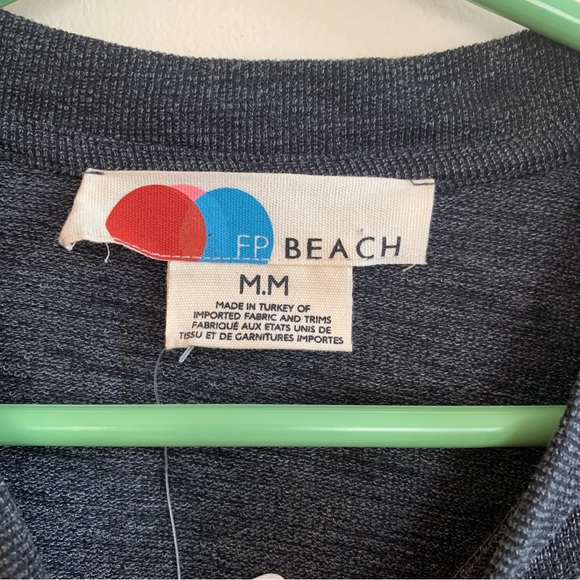 FP BEACH
M.M
MADE IN TURKEY OF
IMPORTED FABRIC AND TRIMS
FABRIQUÉ AUX ETATS UNIS DE
TISSU ET DE GARNITURES IMPORTES